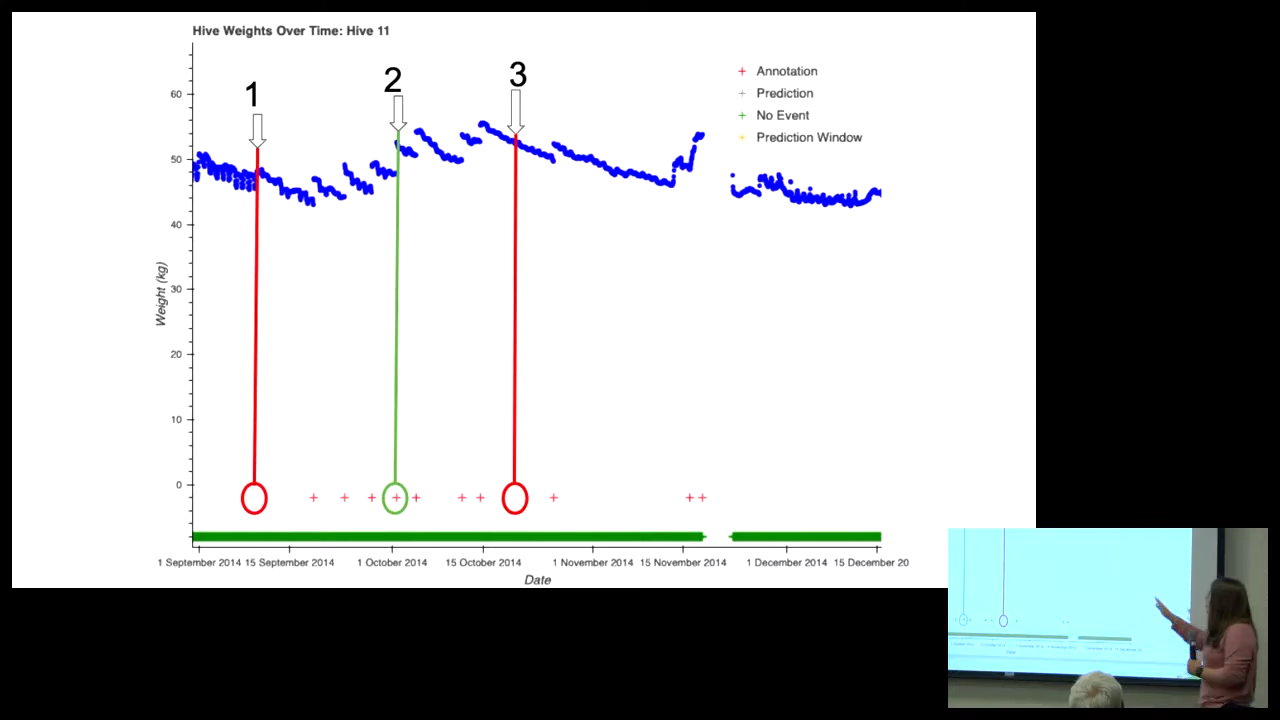 Hive Weights Over Time: Hive 11
1
2
3
Annotation
Prediction
No Event
Prediction Window
60
50
40
30
20
10
0
Weight (kg)
1 September 2014
15 September 2014
1 October 2014
15 October 2014
1 November 2014
15 November 2014
1 December 2014
15 December 20
Date